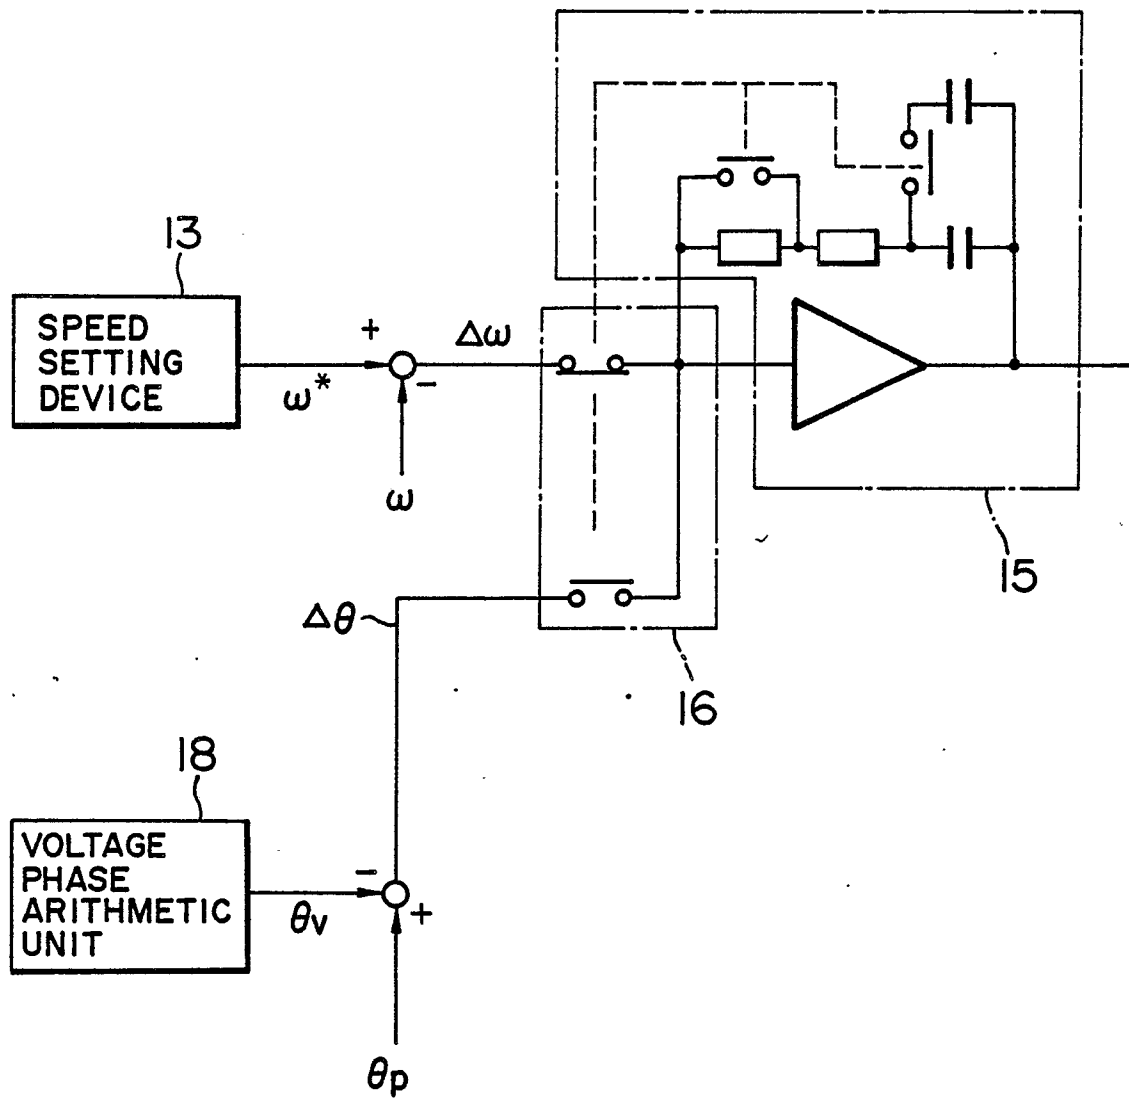 13
SPEED
SETTING
DEVICE
+
ω*
−
Δω
ω
15
Δθ
16
18
VOLTAGE
PHASE
ARITHMETIC
UNIT
−
θv
+
θp